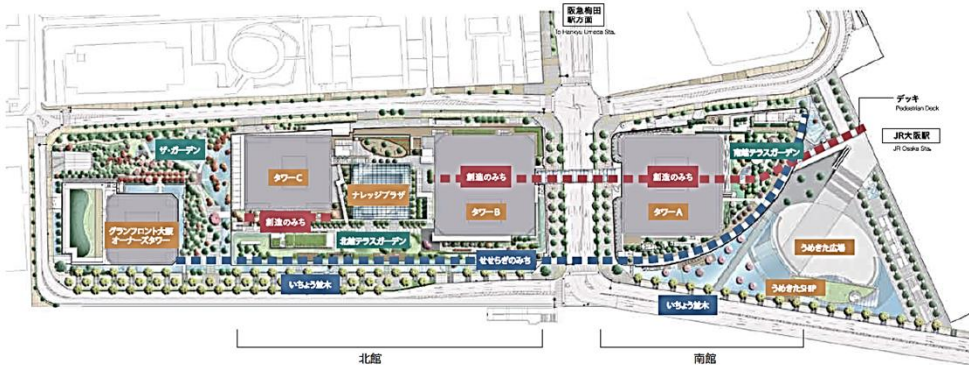 阪急梅田
駅方面
to Hankyu Umeda Sta.
デッキ
Pedestrian Deck
JR大阪駅
JR Osaka Sta.
ザ・ガーデン
タワーC
ナレッジプラザ
創造のみち
タワーB
創造のみち
タワーA
南館テラスガーデン
創造のみち
グランフロント大阪
オーナーズタワー
北館テラスガーデン
せせらぎのみち
うめきた広場
いちょう並木
うめきたSHIP
いちょう並木
北館
南館